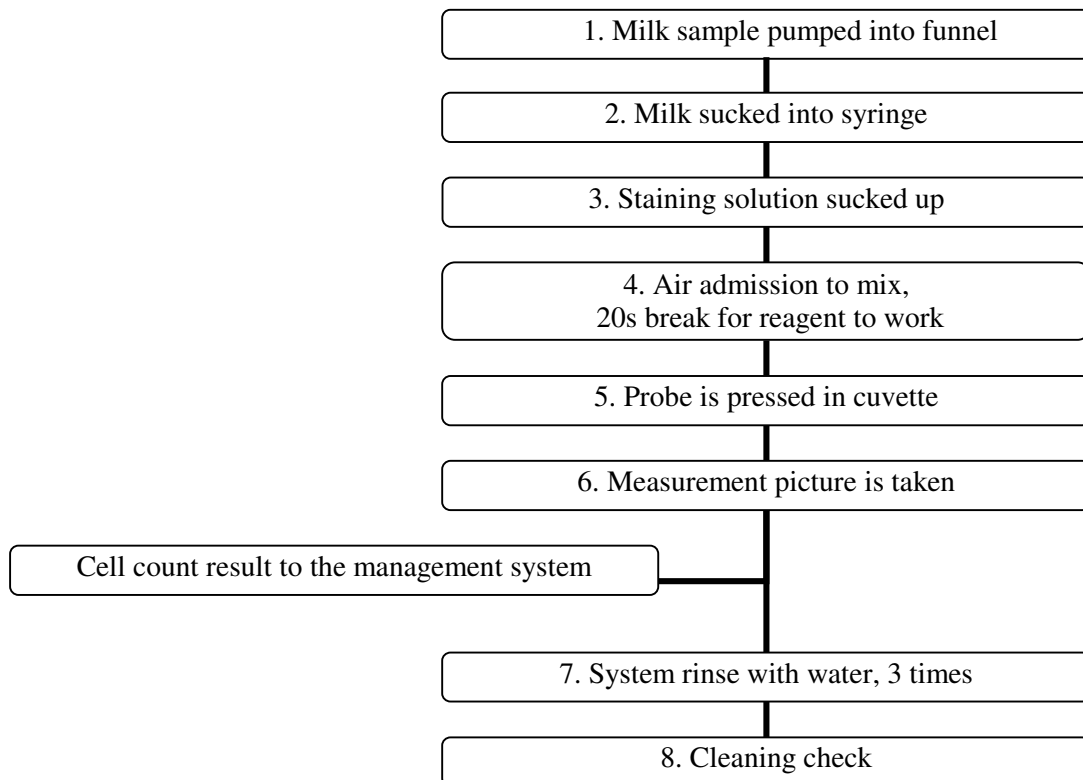 1. Milk sample pumped into funnel
2. Milk sucked into syringe
3. Staining solution sucked up
4. Air admission to mix,
20s break for reagent to work
5. Probe is pressed in cuvette
6. Measurement picture is taken
Cell count result to the management system
7. System rinse with water, 3 times
8. Cleaning check